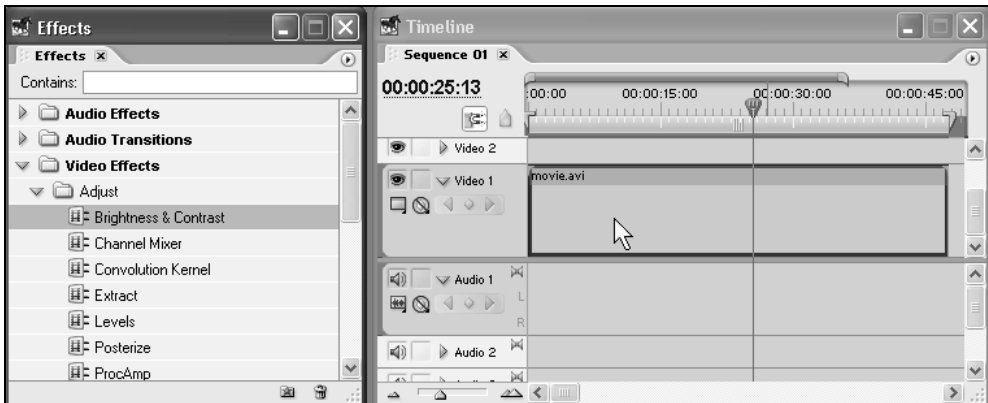 Effects
Effects
Contains:
Audio Effects
Audio Transitions
Video Effects
Adjust
Brightness & Contrast
Channel Mixer
Convolution Kernel
Extract
Levels
Posterize
ProcAmp
Timeline
Sequence 01
00:00:25:13
:00:00 00:00:15:00 00:00:30:00 00:00:45:00
Video 2
Video 1
movie.avi
Audio 1
L
R
Audio 2